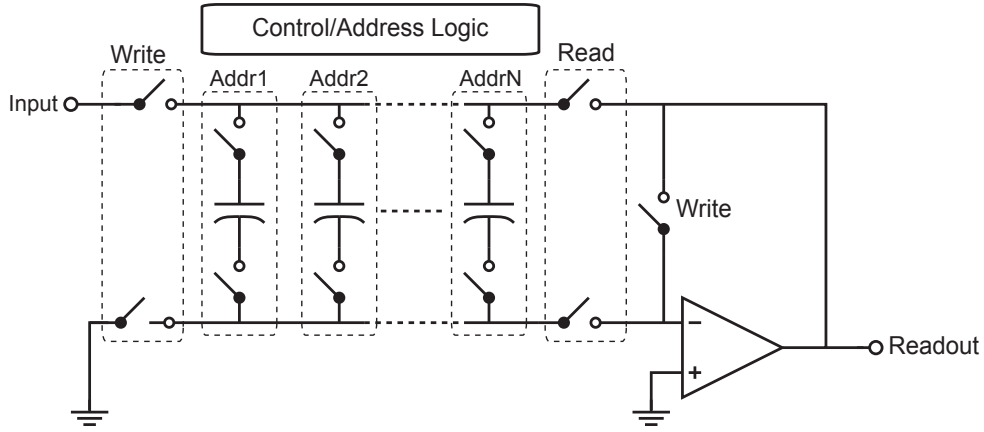 Control/Address Logic
Write
Read
Addr1
Addr2
AddrN
Input
Write
Readout